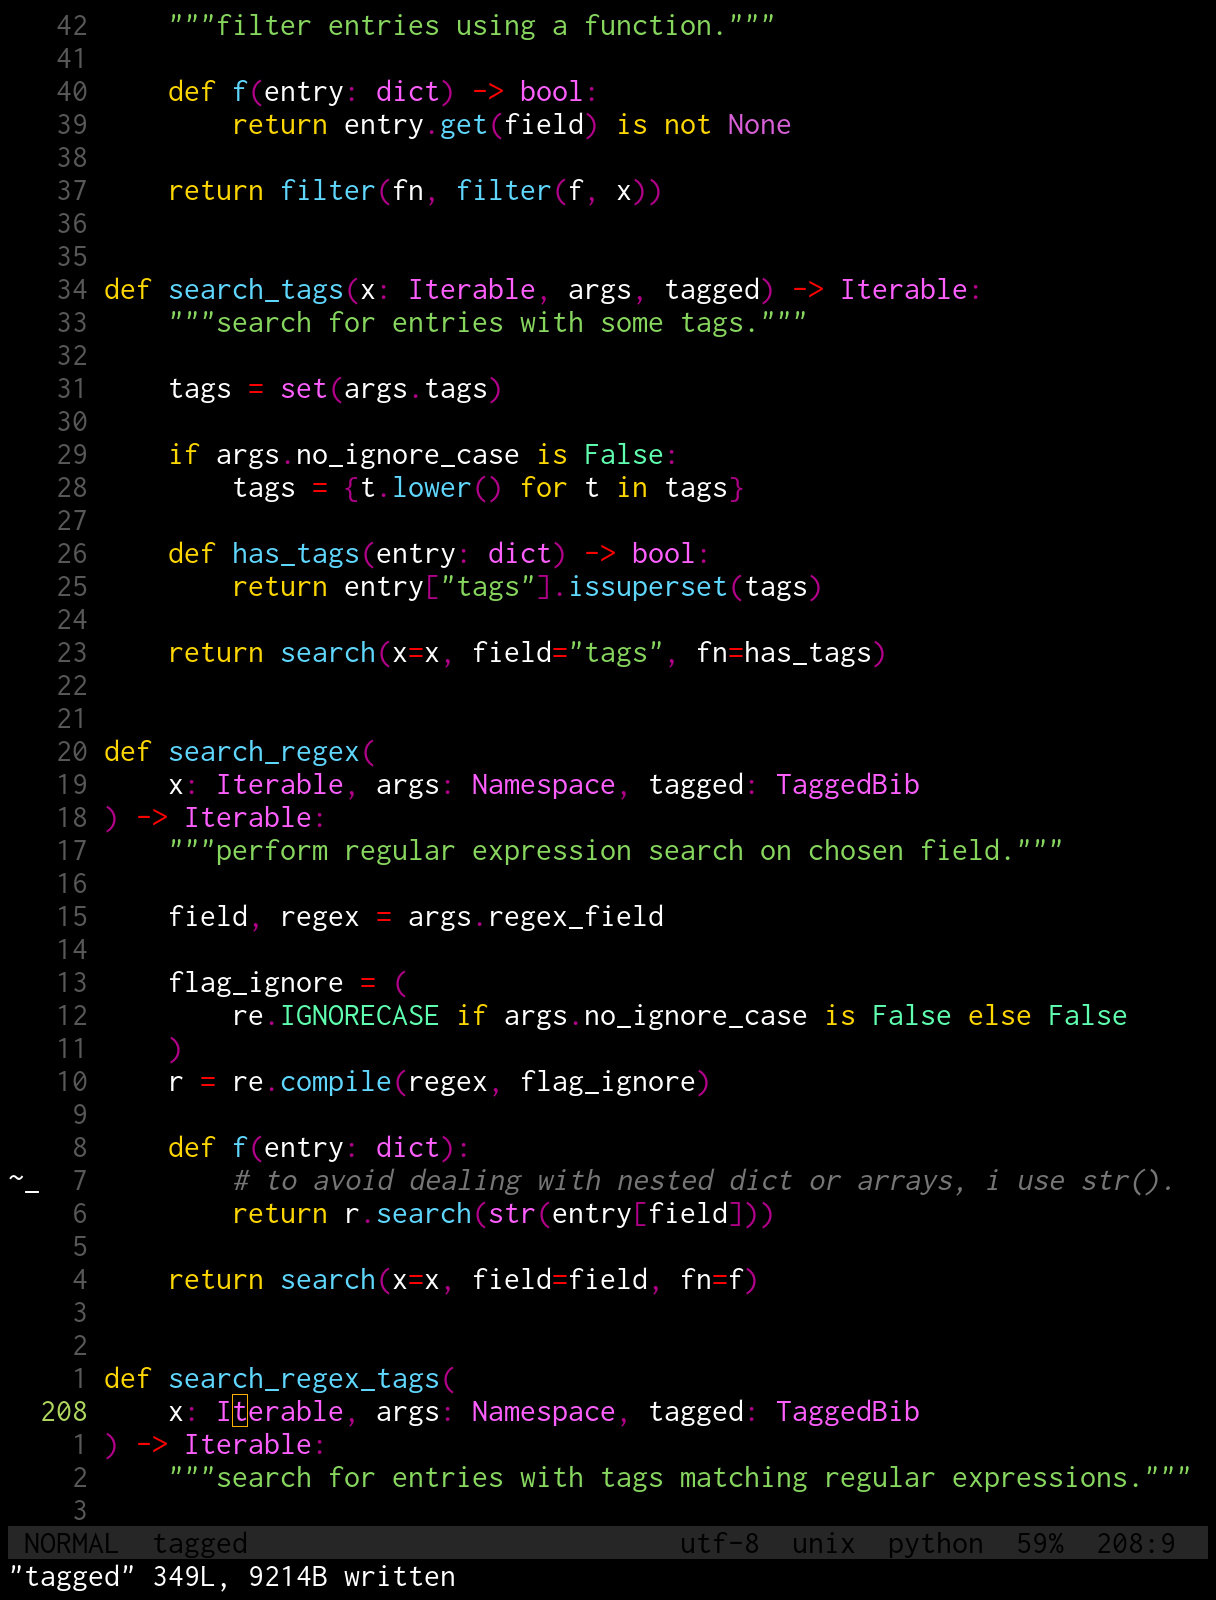 42     """filter entries using a function."""
41
40     def f(entry: dict) -> bool:
39         return entry.get(field) is not None
38
37     return filter(fn, filter(f, x))
36
35
34 def search_tags(x: Iterable, args, tagged) -> Iterable:
33     """search for entries with some tags."""
32
31     tags = set(args.tags)
30
29     if args.no_ignore_case is False:
28         tags = {t.lower() for t in tags}
27
26     def has_tags(entry: dict) -> bool:
25         return entry["tags"].issuperset(tags)
24
23     return search(x=x, field="tags", fn=has_tags)
22
21
20 def search_regex(
19     x: Iterable, args: Namespace, tagged: TaggedBib
18 ) -> Iterable:
17     """perform regular expression search on chosen field."""
16
15     field, regex = args.regex_field
14
13     flag_ignore = (
12         re.IGNORECASE if args.no_ignore_case is False else False
11     )
10     r = re.compile(regex, flag_ignore)
9
8     def f(entry: dict):
~_ 7         # to avoid dealing with nested dict or arrays, i use str().
6         return r.search(str(entry[field]))
5
4     return search(x=x, field=field, fn=f)
3
2
1 def search_regex_tags(
208     x: Iterable, args: Namespace, tagged: TaggedBib
1 ) -> Iterable:
2     """search for entries with tags matching regular expressions."""
3
NORMAL  tagged  utf-8  unix  python  59%  208:9
"tagged" 349L, 9214B written